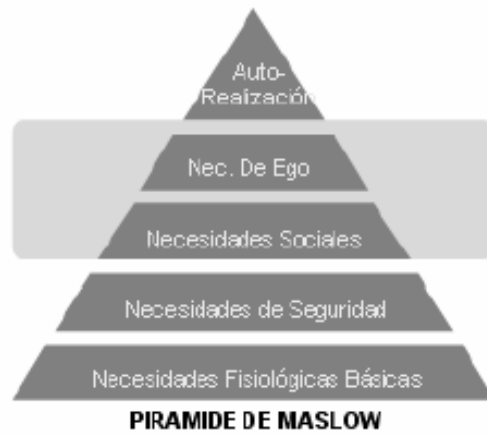 Auto-
Realización
Nec. De Ego
Necesidades Sociales
Necesidades de Seguridad
Necesidades Fisiológicas Básicas
PIRAMIDE DE MASLOW